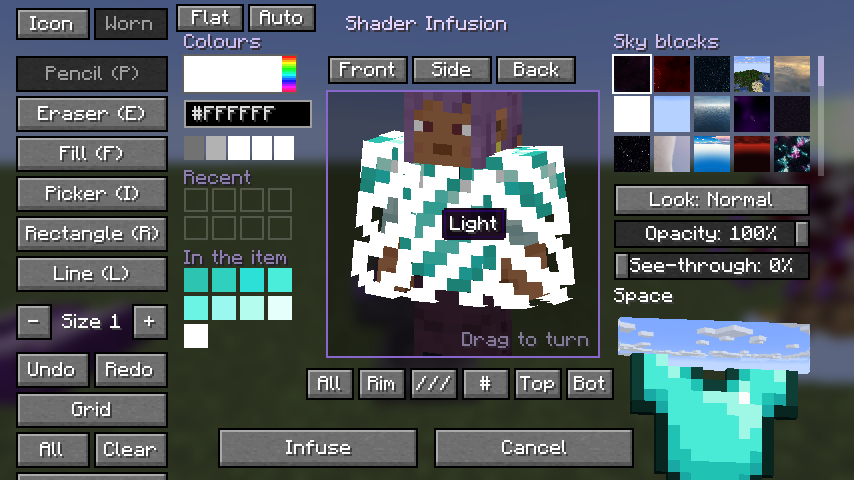 Icon
Worn
Flat
Auto
Shader Infusion
Colours
Sky blocks
Pencil (P)
Front
Side
Back
Eraser (E)
#FFFFFF
Fill (F)
Recent
Picker (I)
Look: Normal
Rectangle (R)
Light
Opacity: 100%
Line (L)
In the item
See-through: 0%
Space
-
Size 1
+
Drag to turn
Undo
Redo
All
Rim
///
#
Top
Bot
Grid
All
Clear
Infuse
Cancel